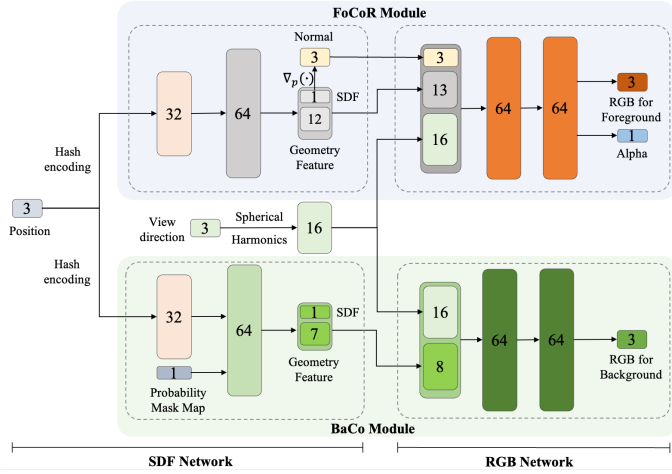 FoCoR Module
Normal
3
∇p(·)
1
SDF
12
Geometry
Feature
32
64
3
13
16
64
64
3
RGB for
Foreground
1
Alpha
Hash
encoding
3
Position
Hash
encoding
View
direction
3
Spherical
Harmonics
16
32
1
Probability
Mask Map
64
1
SDF
7
Geometry
Feature
16
8
64
64
3
RGB for
Background
BaCo Module
SDF Network
RGB Network